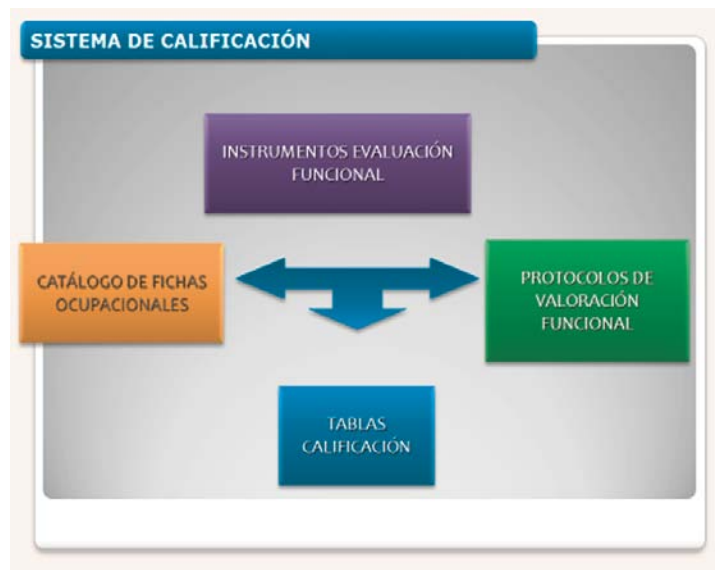 SISTEMA DE CALIFICACIÓN
INSTRUMENTOS EVALUACIÓN
FUNCIONAL
CATÁLOGO DE FICHAS
OCUPACIONALES
PROTOCOLOS DE
VALORACIÓN
FUNCIONAL
TABLAS
CALIFICACIÓN